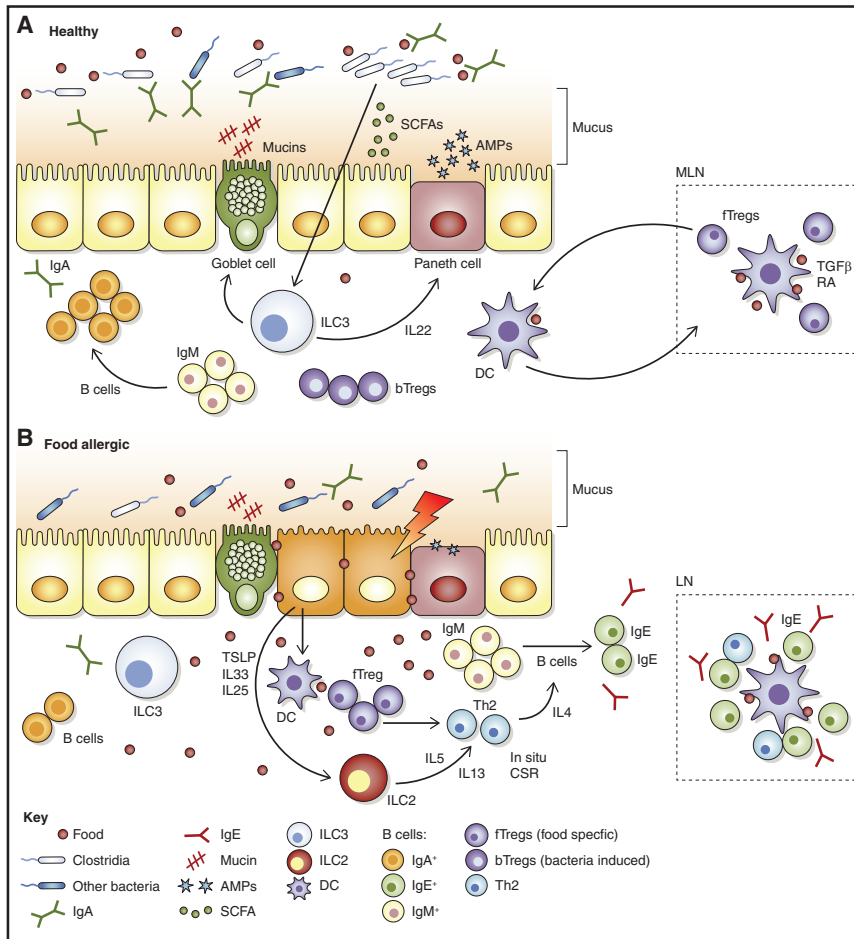 A
Healthy
SCFAs
AMPs
Mucins
Mucus
MLN
fTregs
TGFβ
RA
IgA
Goblet cell
Paneth cell
ILC3
IL22
DC
IgM
B cells
bTregs
B
Food allergic
Mucus
LN
IgM
IgE
IgE
IgE
B cells
TSLP
IL33
IL25
DC
fTreg
Th2
IL4
ILC3
B cells
IL5
IL13
In situ
CSR
ILC2
Key
Food
IgE
ILC3
B cells:
fTregs (food specfic)
Clostridia
Mucin
ILC2
IgA+
bTregs (bacteria induced)
Other bacteria
AMPs
DC
IgE+
Th2
IgA
SCFA
IgM+